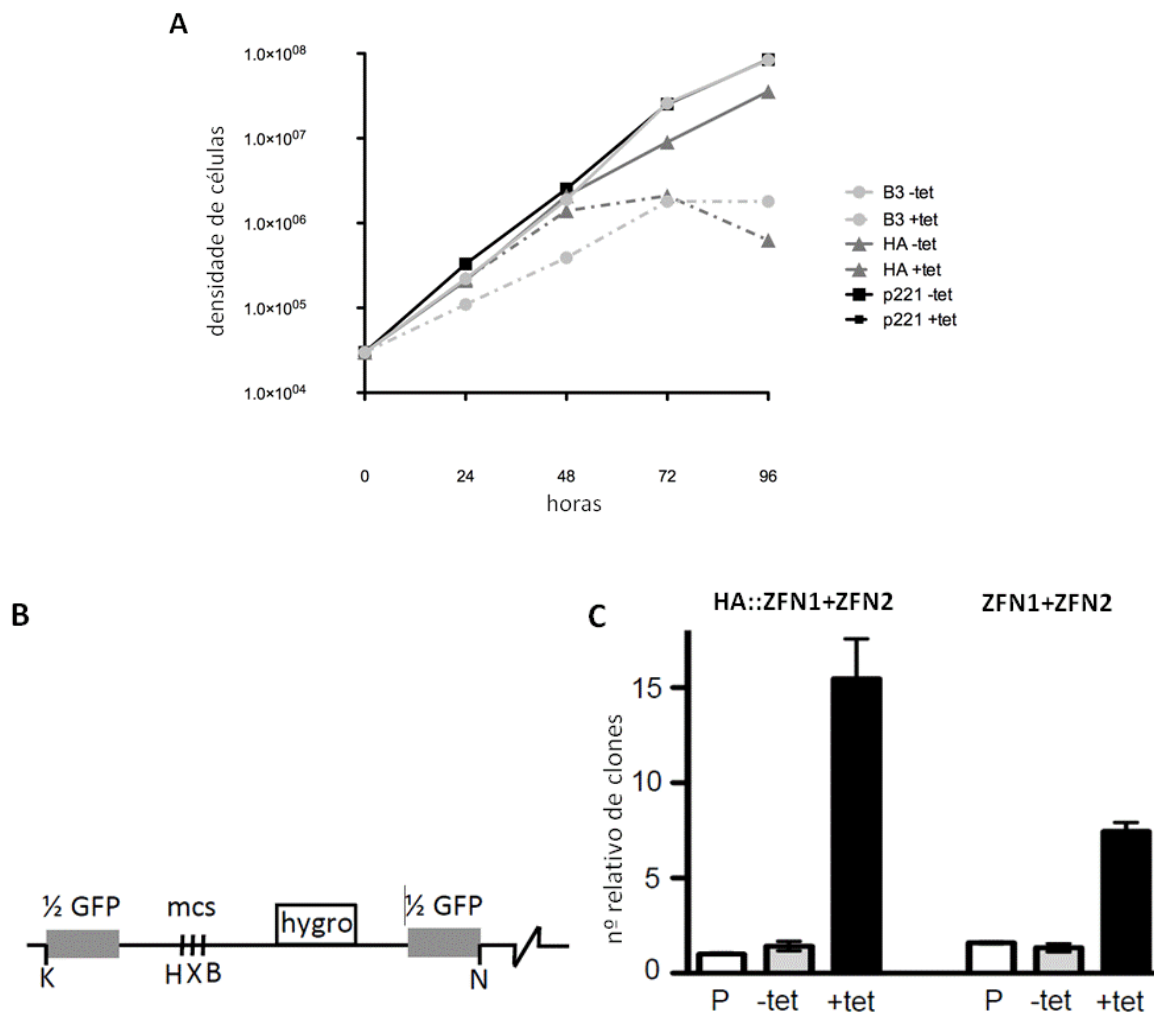 A
densidade de células
1.0×10⁰⁸
1.0×10⁰⁷
1.0×10⁰⁶
1.0×10⁰⁵
1.0×10⁰⁴
0 24 48 72 96
horas
B3 -tet
B3 +tet
HA -tet
HA +tet
p221 -tet
p221 +tet
B
½ GFP mcs hygro ½ GFP
K H X B N
C
HA::ZFN1+ZFN2 ZFN1+ZFN2
nº relativo de clones
15
10
5
0
P -tet +tet P -tet +tet